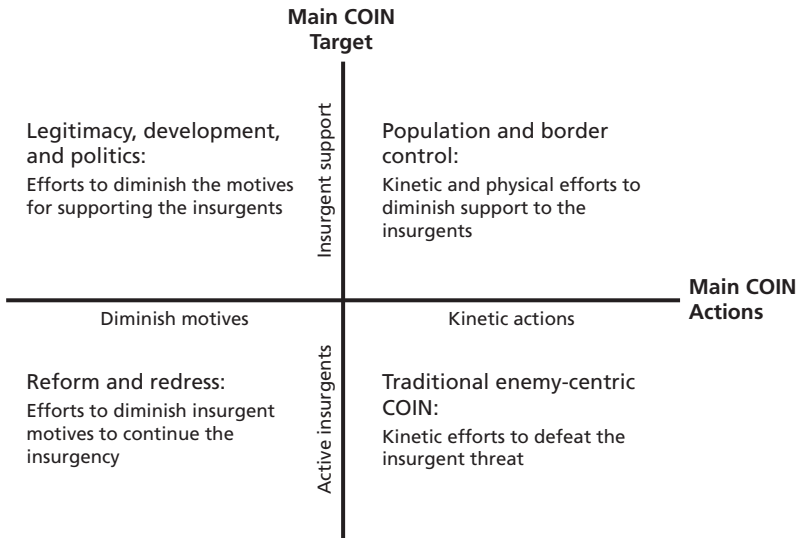 Main COIN
Target
Legitimacy, development,
and politics:
Efforts to diminish the motives
for supporting the insurgents
Insurgent support
Population and border
control:
Kinetic and physical efforts to
diminish support to the
insurgents
Main COIN
Actions
Diminish motives
Kinetic actions
Reform and redress:
Efforts to diminish insurgent
motives to continue the
insurgency
Active insurgents
Traditional enemy-centric
COIN:
Kinetic efforts to defeat the
insurgent threat